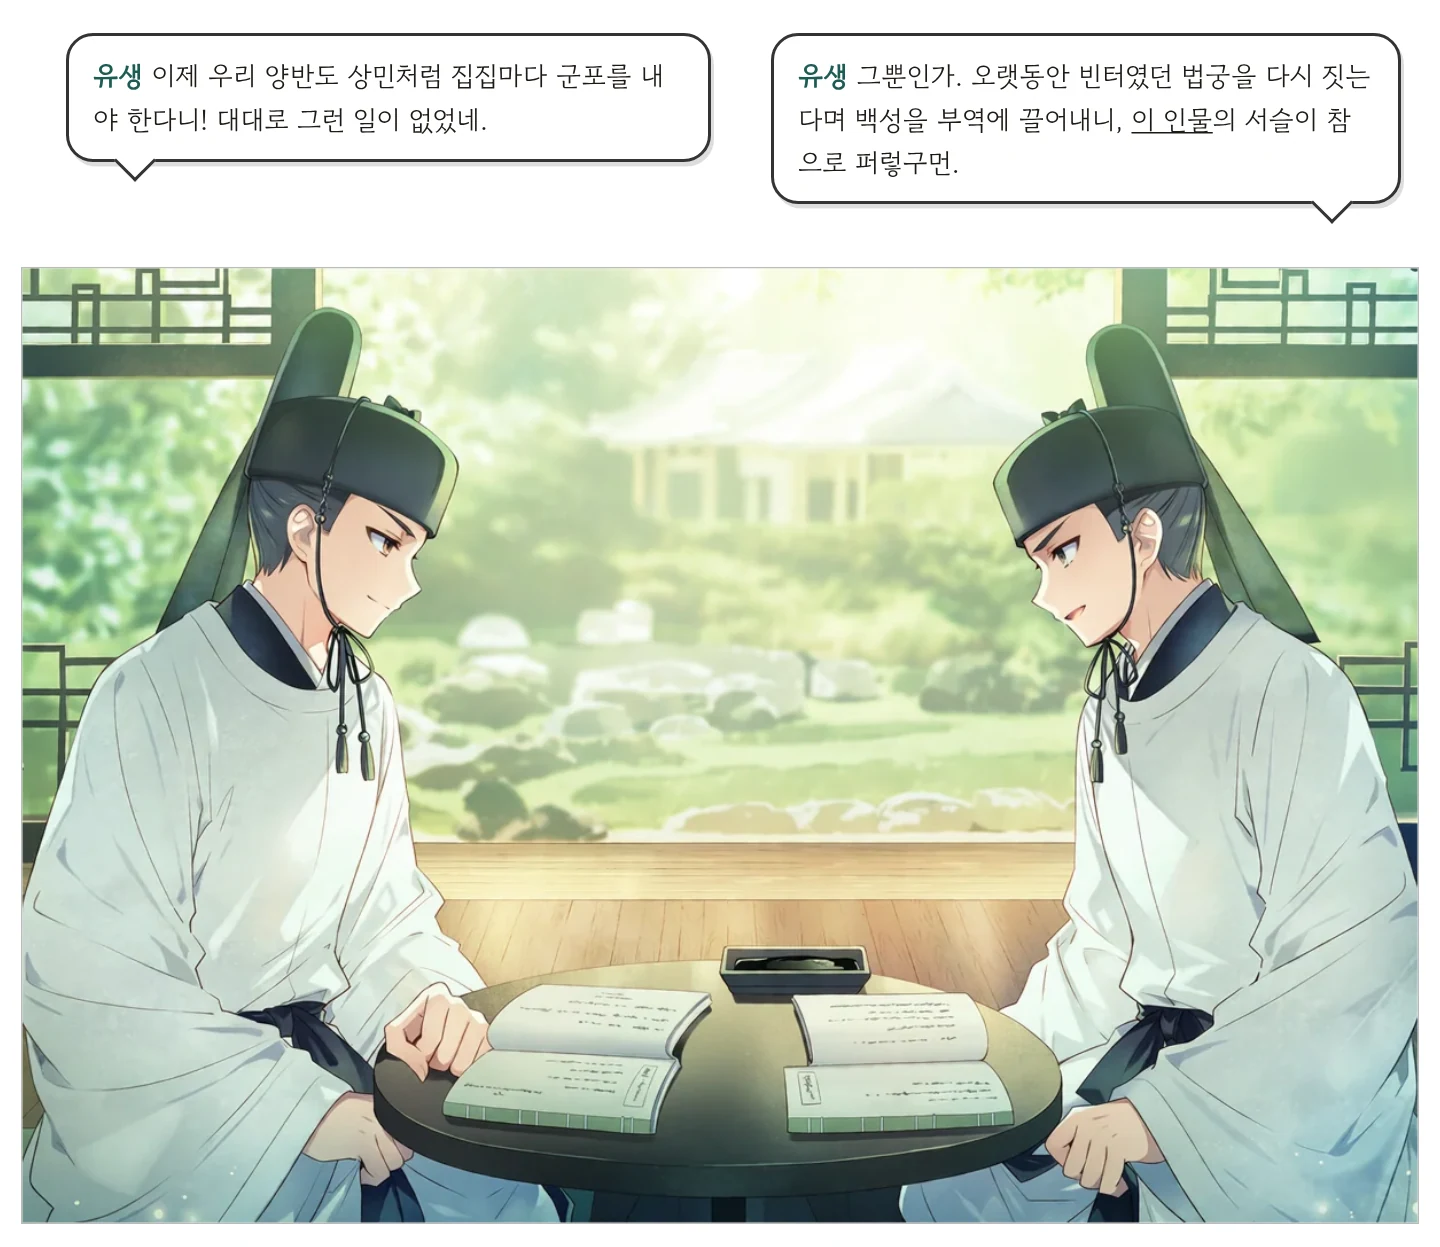 유생 이제 우리 양반도 상민처럼 집집마다 군포를 내
야 한다니! 대대로 그런 일이 없었네.
유생 그뿐인가. 오랫동안 빈터였던 법궁을 다시 짓는
다며 백성을 부역에 끌어내니, 이 인물의 서슬이 참
으로 퍼렇구먼.